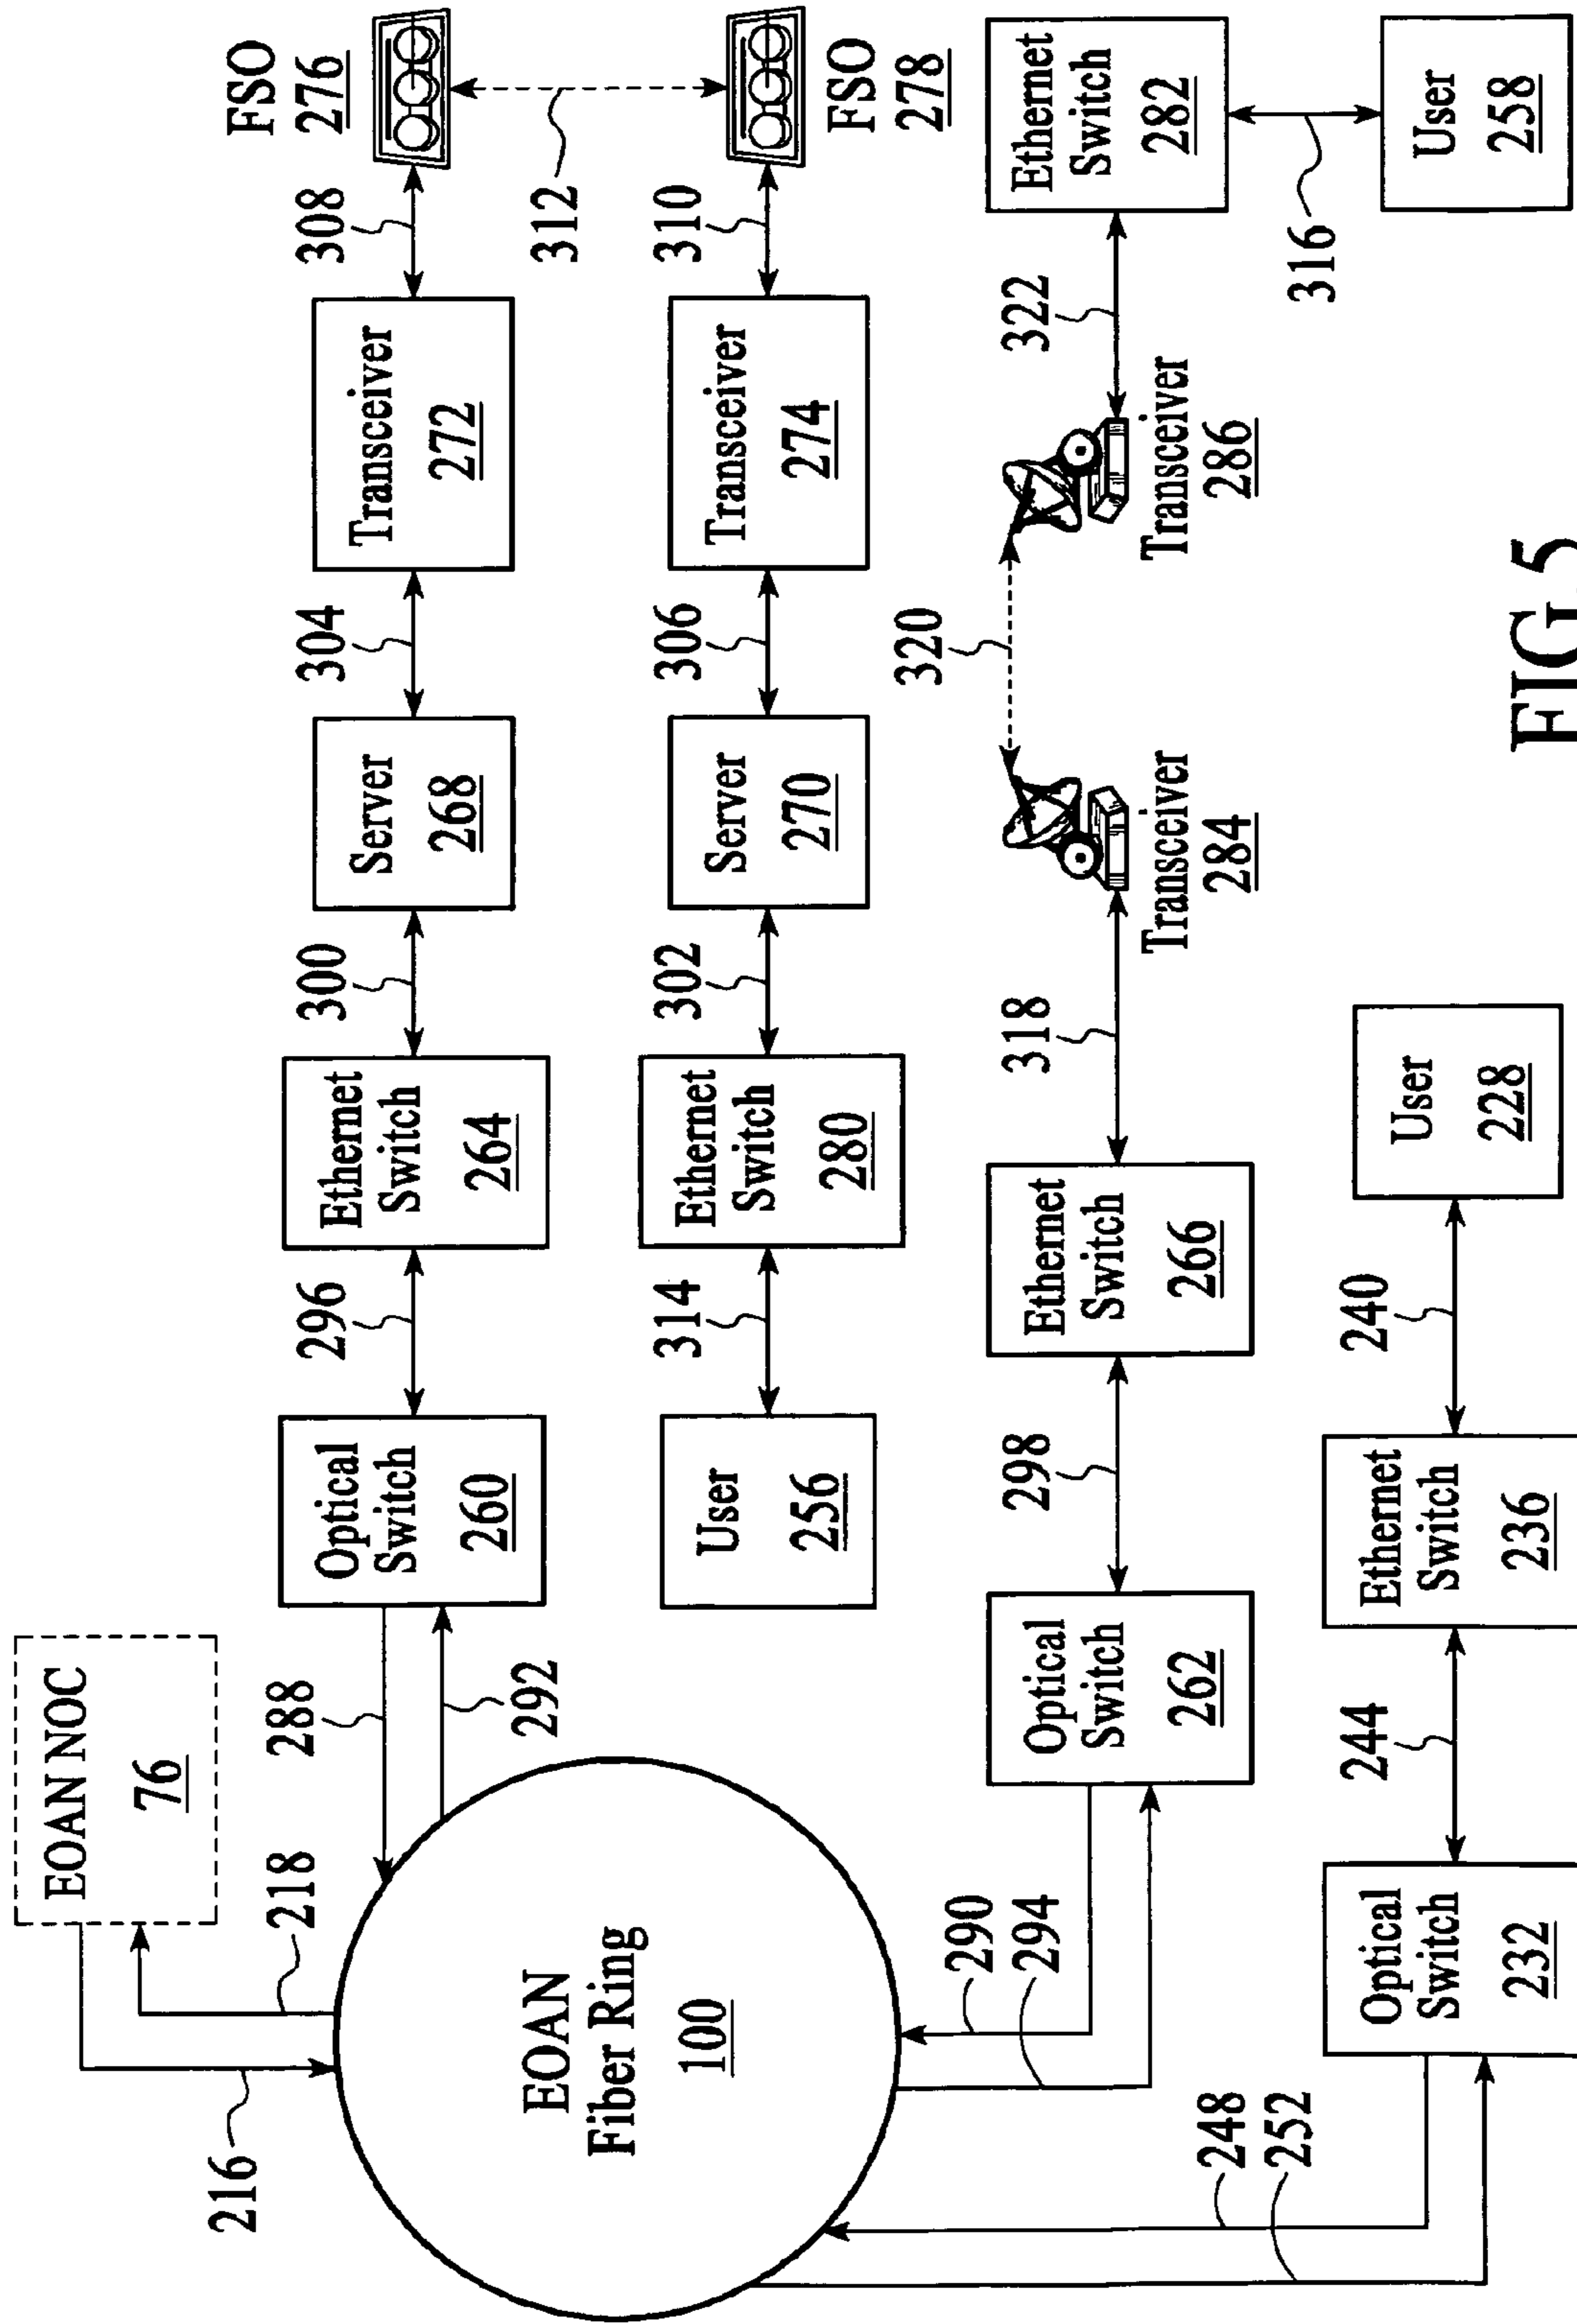 EOAN NOC
76
216
218
288
292
EOAN
Fiber Ring
100
Optical
Switch
260
296
Ethernet
Switch
264
300
Server
268
304
Transceiver
272
308
FSO
276
312
User
256
314
Ethernet
Switch
280
302
Server
270
306
Transceiver
274
310
FSO
278
290
294
Optical
Switch
262
298
Ethernet
Switch
266
318
Transceiver
284
320
Transceiver
286
322
Ethernet
Switch
282
316
User
258
248
252
Optical
Switch
232
244
Ethernet
Switch
236
240
User
228
FIG.5